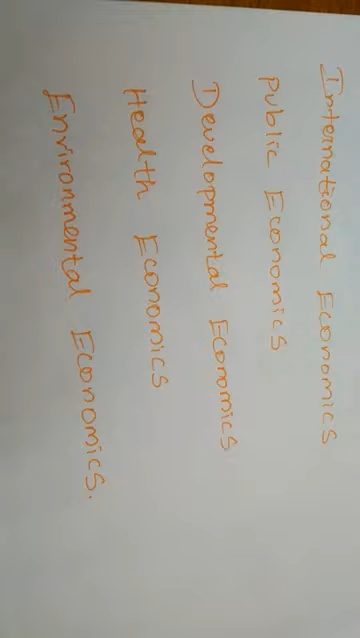 International Economics
Public Economics
Developmental Economics
Health Economics
Environmental Economics.